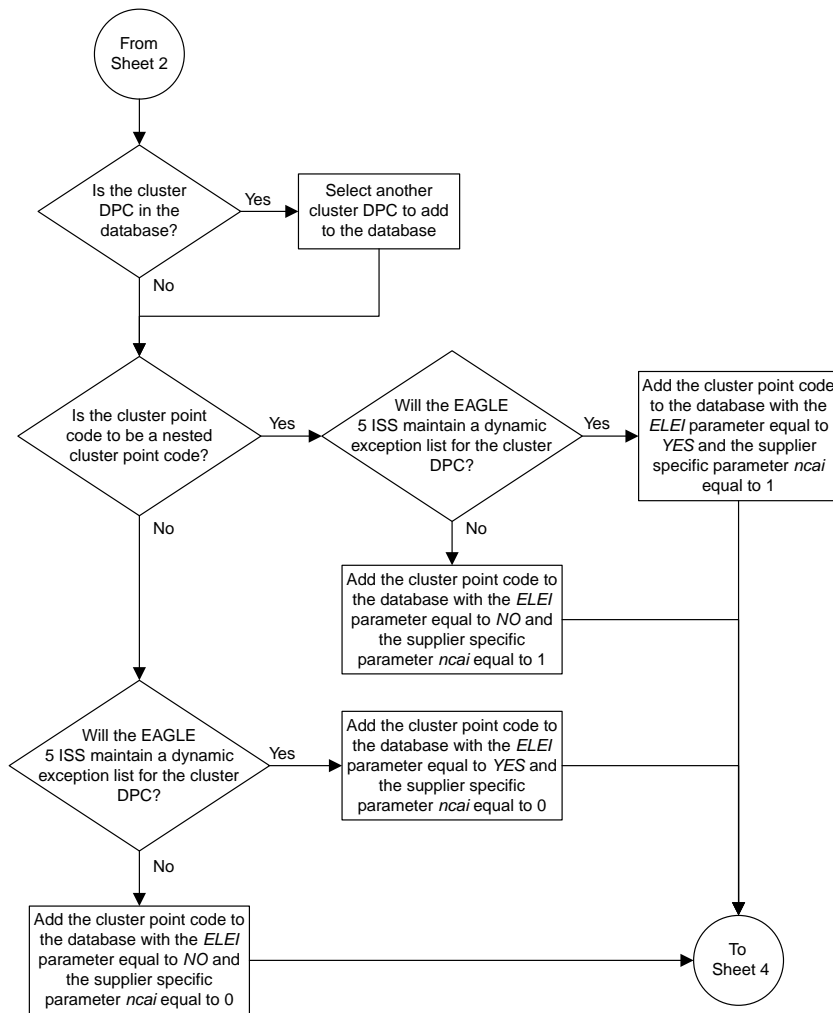 From
Sheet 2
Is the cluster
DPC in the
database?
Yes
Select another
cluster DPC to add
to the database
No
Is the cluster point
code to be a nested
cluster point code?
Yes
Will the EAGLE
5 ISS maintain a dynamic
exception list for the cluster
DPC?
Yes
Add the cluster point code
to the database with the
ELEI parameter equal to
YES and the supplier
specific parameter ncai
equal to 1
No
No
Add the cluster point code to
the database with the ELEI
parameter equal to NO and
the supplier specific
parameter ncai equal to 1
Will the EAGLE
5 ISS maintain a dynamic
exception list for the cluster
DPC?
Yes
Add the cluster point code to
the database with the ELEI
parameter equal to YES and
the supplier specific
parameter ncai equal to 0
No
Add the cluster point code to
the database with the ELEI
parameter equal to NO and
the supplier specific
parameter ncai equal to 0
To
Sheet 4